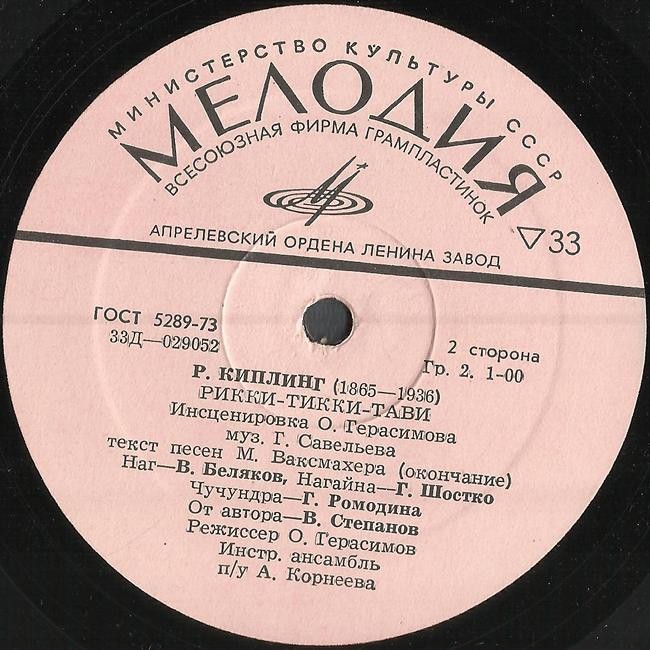 МИНИСТЕРСТВО КУЛЬТУРЫ СССР
МЕЛОДИЯ
ВСЕСОЮЗНАЯ ФИРМА ГРАМПЛАСТИНОК
АПРЕЛЕВСКИЙ ОРДЕНА ЛЕНИНА ЗАВОД
33
ГОСТ 5289-73
33Д—029052
2 сторона
Гр. 2. 1-00
Р. КИПЛИНГ (1865—1936)
РИККИ-ТИККИ-ТАВИ
Инсценировка О. Герасимова
муз. Г. Савельева
текст песен М. Ваксмахера (окончание)
Наг—В. Беляков, Нагайна—Г. Шостко
Чучундра—Г. Ромодина
От автора—В. Степанов
Режиссер О. Герасимов
Инстр. ансамбль
п/у А. Корнеева